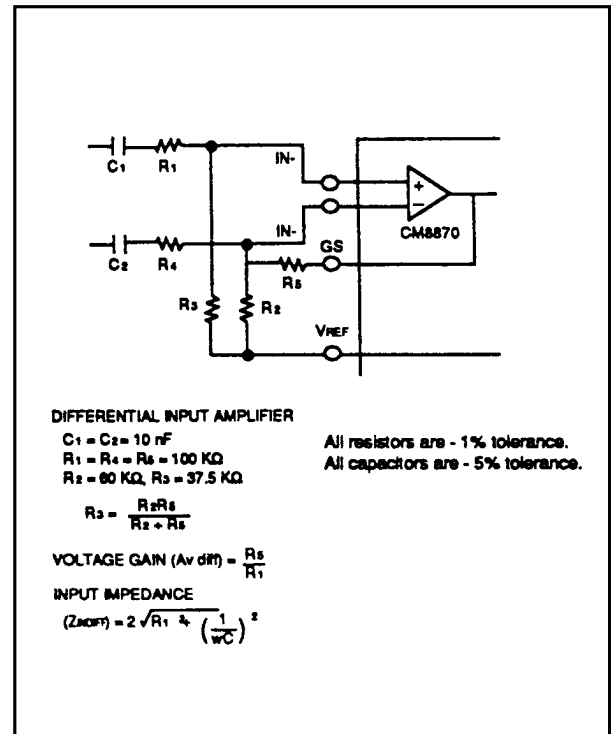 C1 R1 IN-
+
−
CM8870
IN-
C2 R4 GS
R5
R3 R2
VREF
DIFFERENTIAL INPUT AMPLIFIER
C1 = C2 = 10 nF
R1 = R4 = R5 = 100 KΩ
R2 = 60 KΩ, R3 = 37.5 KΩ
R3 = R2R5 / R2 + R5
All resistors are - 1% tolerance.
All capacitors are - 5% tolerance.
VOLTAGE GAIN (Av diff) = R5 / R1
INPUT IMPEDANCE
(ZINDIFF) = 2 √R1 2 + (1 / wC) 2